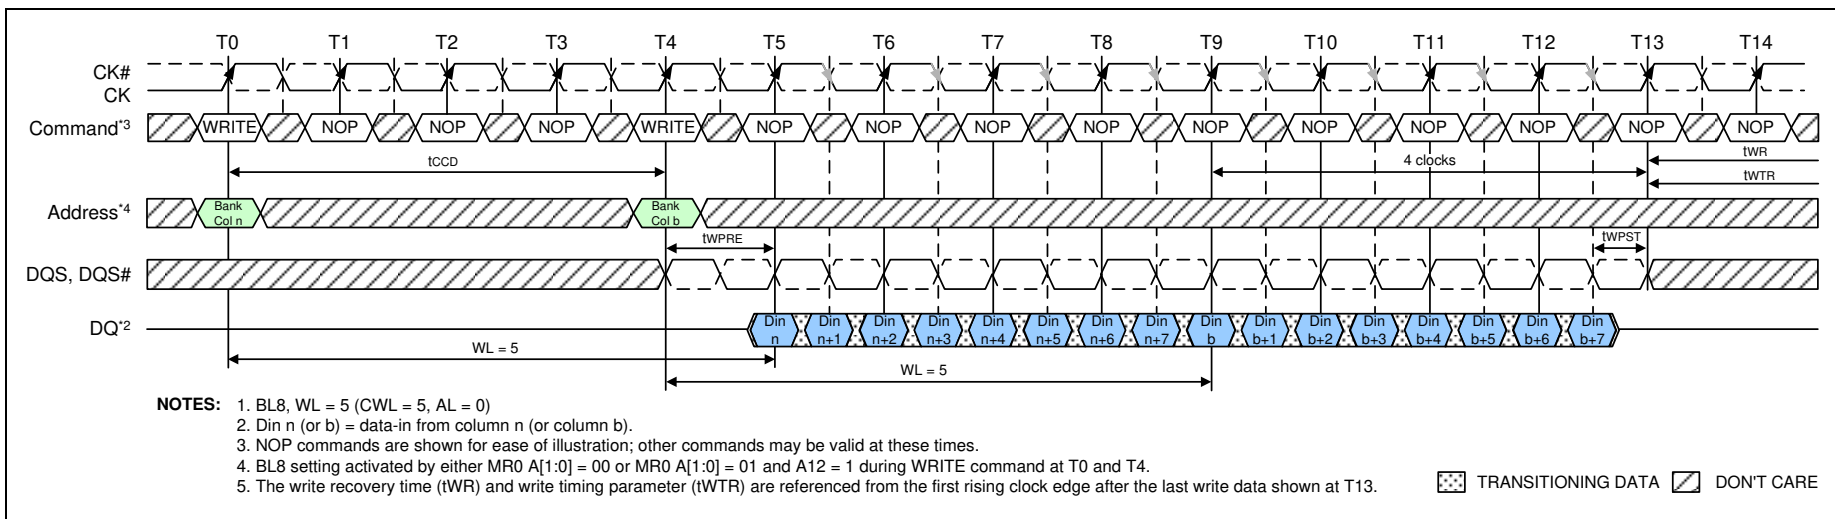 T0 T1 T2 T3 T4 T5 T6 T7 T8 T9 T10 T11 T12 T13 T14
CK#
CK
Command*3 WRITE NOP NOP NOP WRITE NOP NOP NOP NOP NOP NOP NOP NOP NOP NOP
tCCD 4 clocks tWR
tWTR
Address*4 Bank Col n Bank Col b
tWPRE tWPST
DQS, DQS#
DQ*2 Din n Din n+1 Din n+2 Din n+3 Din n+4 Din n+5 Din n+6 Din n+7 Din b Din b+1 Din b+2 Din b+3 Din b+4 Din b+5 Din b+6 Din b+7
WL = 5
WL = 5
NOTES: 1. BL8, WL = 5 (CWL = 5, AL = 0)
2. Din n (or b) = data-in from column n (or column b).
3. NOP commands are shown for ease of illustration; other commands may be valid at these times.
4. BL8 setting activated by either MR0 A[1:0] = 00 or MR0 A[1:0] = 01 and A12 = 1 during WRITE command at T0 and T4.
5. The write recovery time (tWR) and write timing parameter (tWTR) are referenced from the first rising clock edge after the last write data shown at T13.
TRANSITIONING DATA DON'T CARE